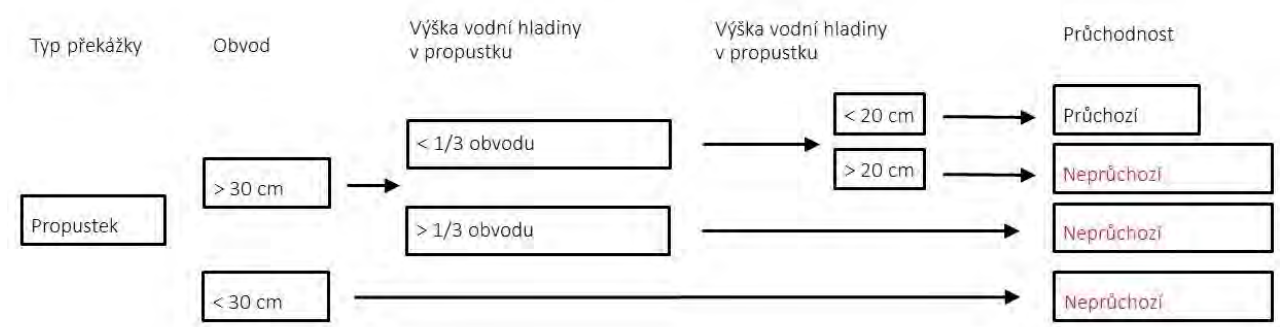 Typ překážky
Obvod
Výška vodní hladiny
v propustku
Výška vodní hladiny
v propustku
Průchodnost
< 20 cm
Průchozí
< 1/3 obvodu
> 20 cm
Neprůchozí
> 30 cm
Propustek
> 1/3 obvodu
Neprůchozí
< 30 cm
Neprůchozí